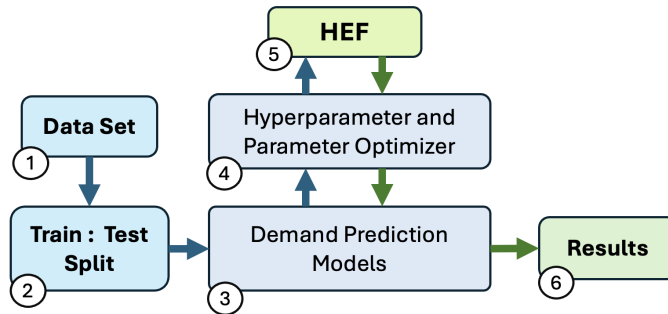 HEF
5
Data Set
1
Hyperparameter and
Parameter Optimizer
4
Train : Test
Split
2
Demand Prediction
Models
3
Results
6